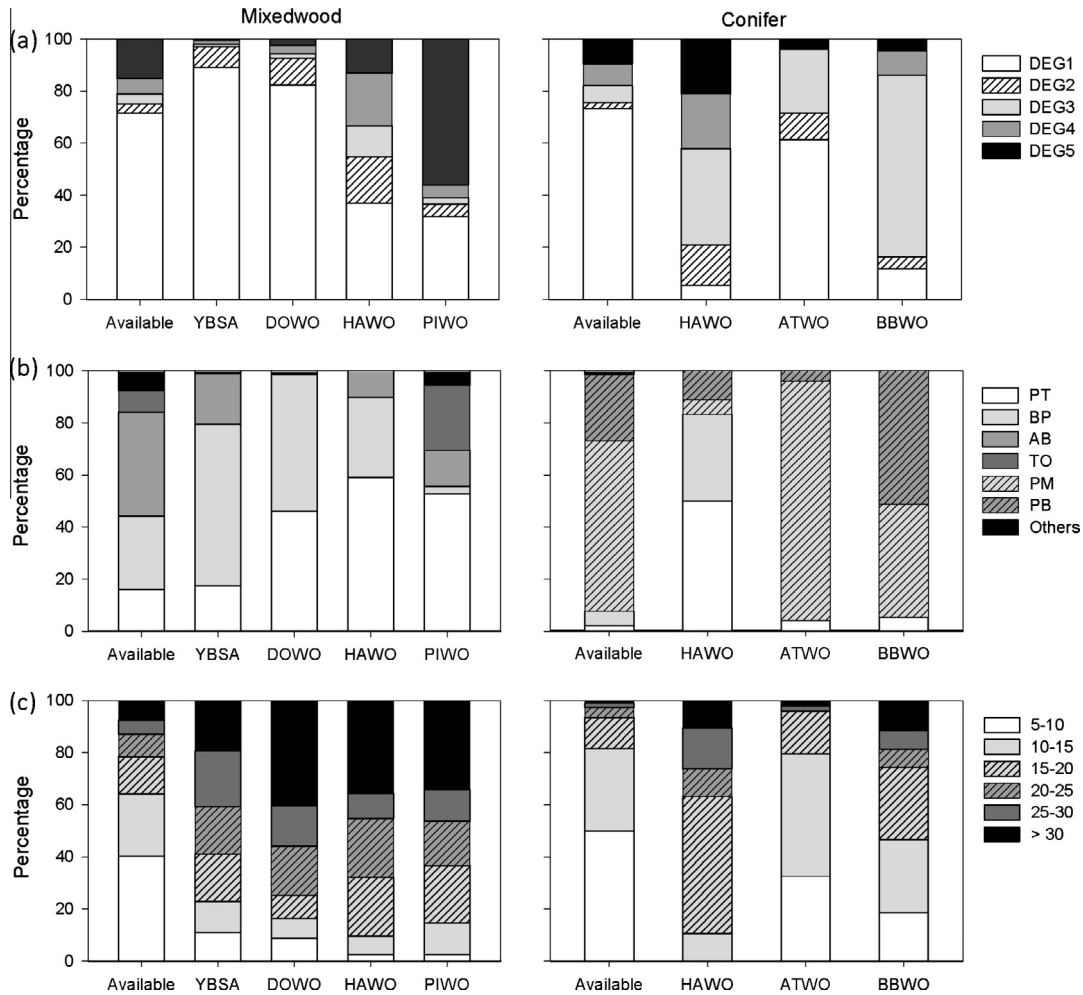 Mixedwood
Conifer
(a)
Percentage
100
80
60
40
20
0
Available YBSA DOWO HAWO PIWO
Available HAWO ATWO BBWO
DEG1
DEG2
DEG3
DEG4
DEG5
(b)
Percentage
100
80
60
40
20
0
Available YBSA DOWO HAWO PIWO
Available HAWO ATWO BBWO
PT
BP
AB
TO
PM
PB
Others
(c)
Percentage
100
80
60
40
20
0
Available YBSA DOWO HAWO PIWO
Available HAWO ATWO BBWO
5-10
10-15
15-20
20-25
25-30
> 30